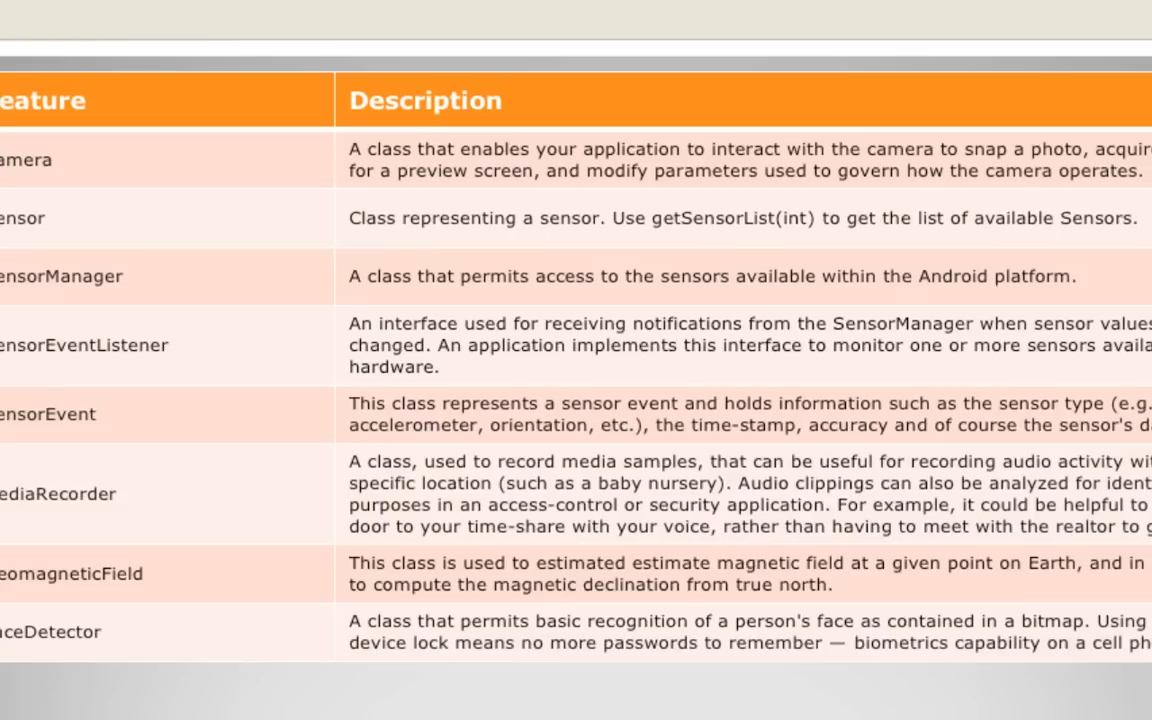 eature Description
amera
A class that enables your application to interact with the camera to snap a photo, acquir
for a preview screen, and modify parameters used to govern how the camera operates.
ensor
Class representing a sensor. Use getSensorList(int) to get the list of available Sensors.
ensorManager
A class that permits access to the sensors available within the Android platform.
ensorEventListener
An interface used for receiving notifications from the SensorManager when sensor values
changed. An application implements this interface to monitor one or more sensors availa
hardware.
ensorEvent
This class represents a sensor event and holds information such as the sensor type (e.g.
accelerometer, orientation, etc.), the time-stamp, accuracy and of course the sensor's d
ediaRecorder
A class, used to record media samples, that can be useful for recording audio activity wi
specific location (such as a baby nursery). Audio clippings can also be analyzed for ident
purposes in an access-control or security application. For example, it could be helpful to
door to your time-share with your voice, rather than having to meet with the realtor to g
eomagneticField
This class is used to estimated estimate magnetic field at a given point on Earth, and in
to compute the magnetic declination from true north.
aceDetector
A class that permits basic recognition of a person's face as contained in a bitmap. Using
device lock means no more passwords to remember — biometrics capability on a cell ph